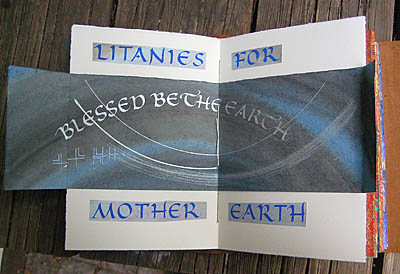 LITANIES FOR
BLESSED BE THE EARTH
MOTHER EARTH